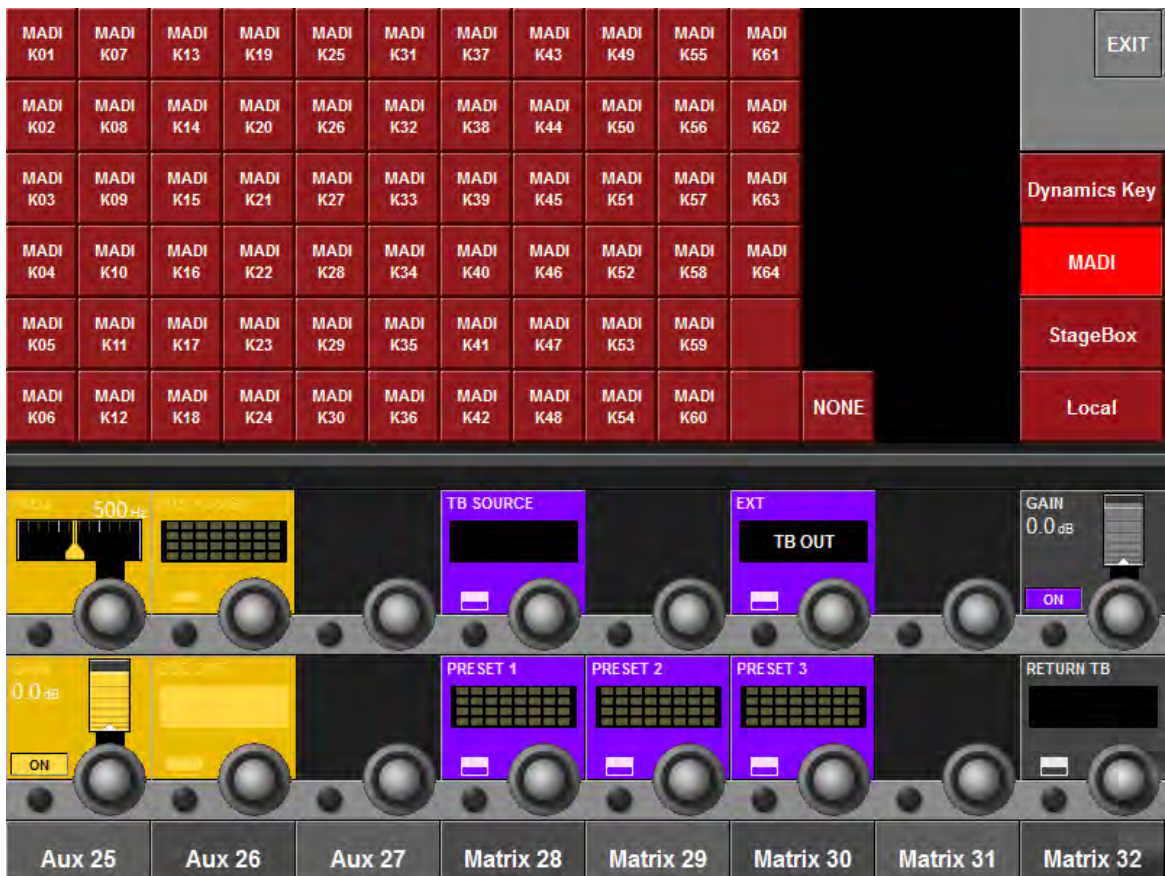 MADI K01 MADI K07 MADI K13 MADI K19 MADI K25 MADI K31 MADI K37 MADI K43 MADI K49 MADI K55 MADI K61 EXIT
MADI K02 MADI K08 MADI K14 MADI K20 MADI K26 MADI K32 MADI K38 MADI K44 MADI K50 MADI K56 MADI K62
MADI K03 MADI K09 MADI K15 MADI K21 MADI K27 MADI K33 MADI K39 MADI K45 MADI K51 MADI K57 MADI K63 Dynamics Key
MADI K04 MADI K10 MADI K16 MADI K22 MADI K28 MADI K34 MADI K40 MADI K46 MADI K52 MADI K58 MADI K64 MADI
MADI K05 MADI K11 MADI K17 MADI K23 MADI K29 MADI K35 MADI K41 MADI K47 MADI K53 MADI K59 StageBox
MADI K06 MADI K12 MADI K18 MADI K24 MADI K30 MADI K36 MADI K42 MADI K48 MADI K54 MADI K60 NONE Local
500 Hz TB SOURCE EXT GAIN
TB OUT 0.0 dB
ON
PRESET 1 PRESET 2 PRESET 3 RETURN TB
0.0 dB
ON
Aux 25 Aux 26 Aux 27 Matrix 28 Matrix 29 Matrix 30 Matrix 31 Matrix 32